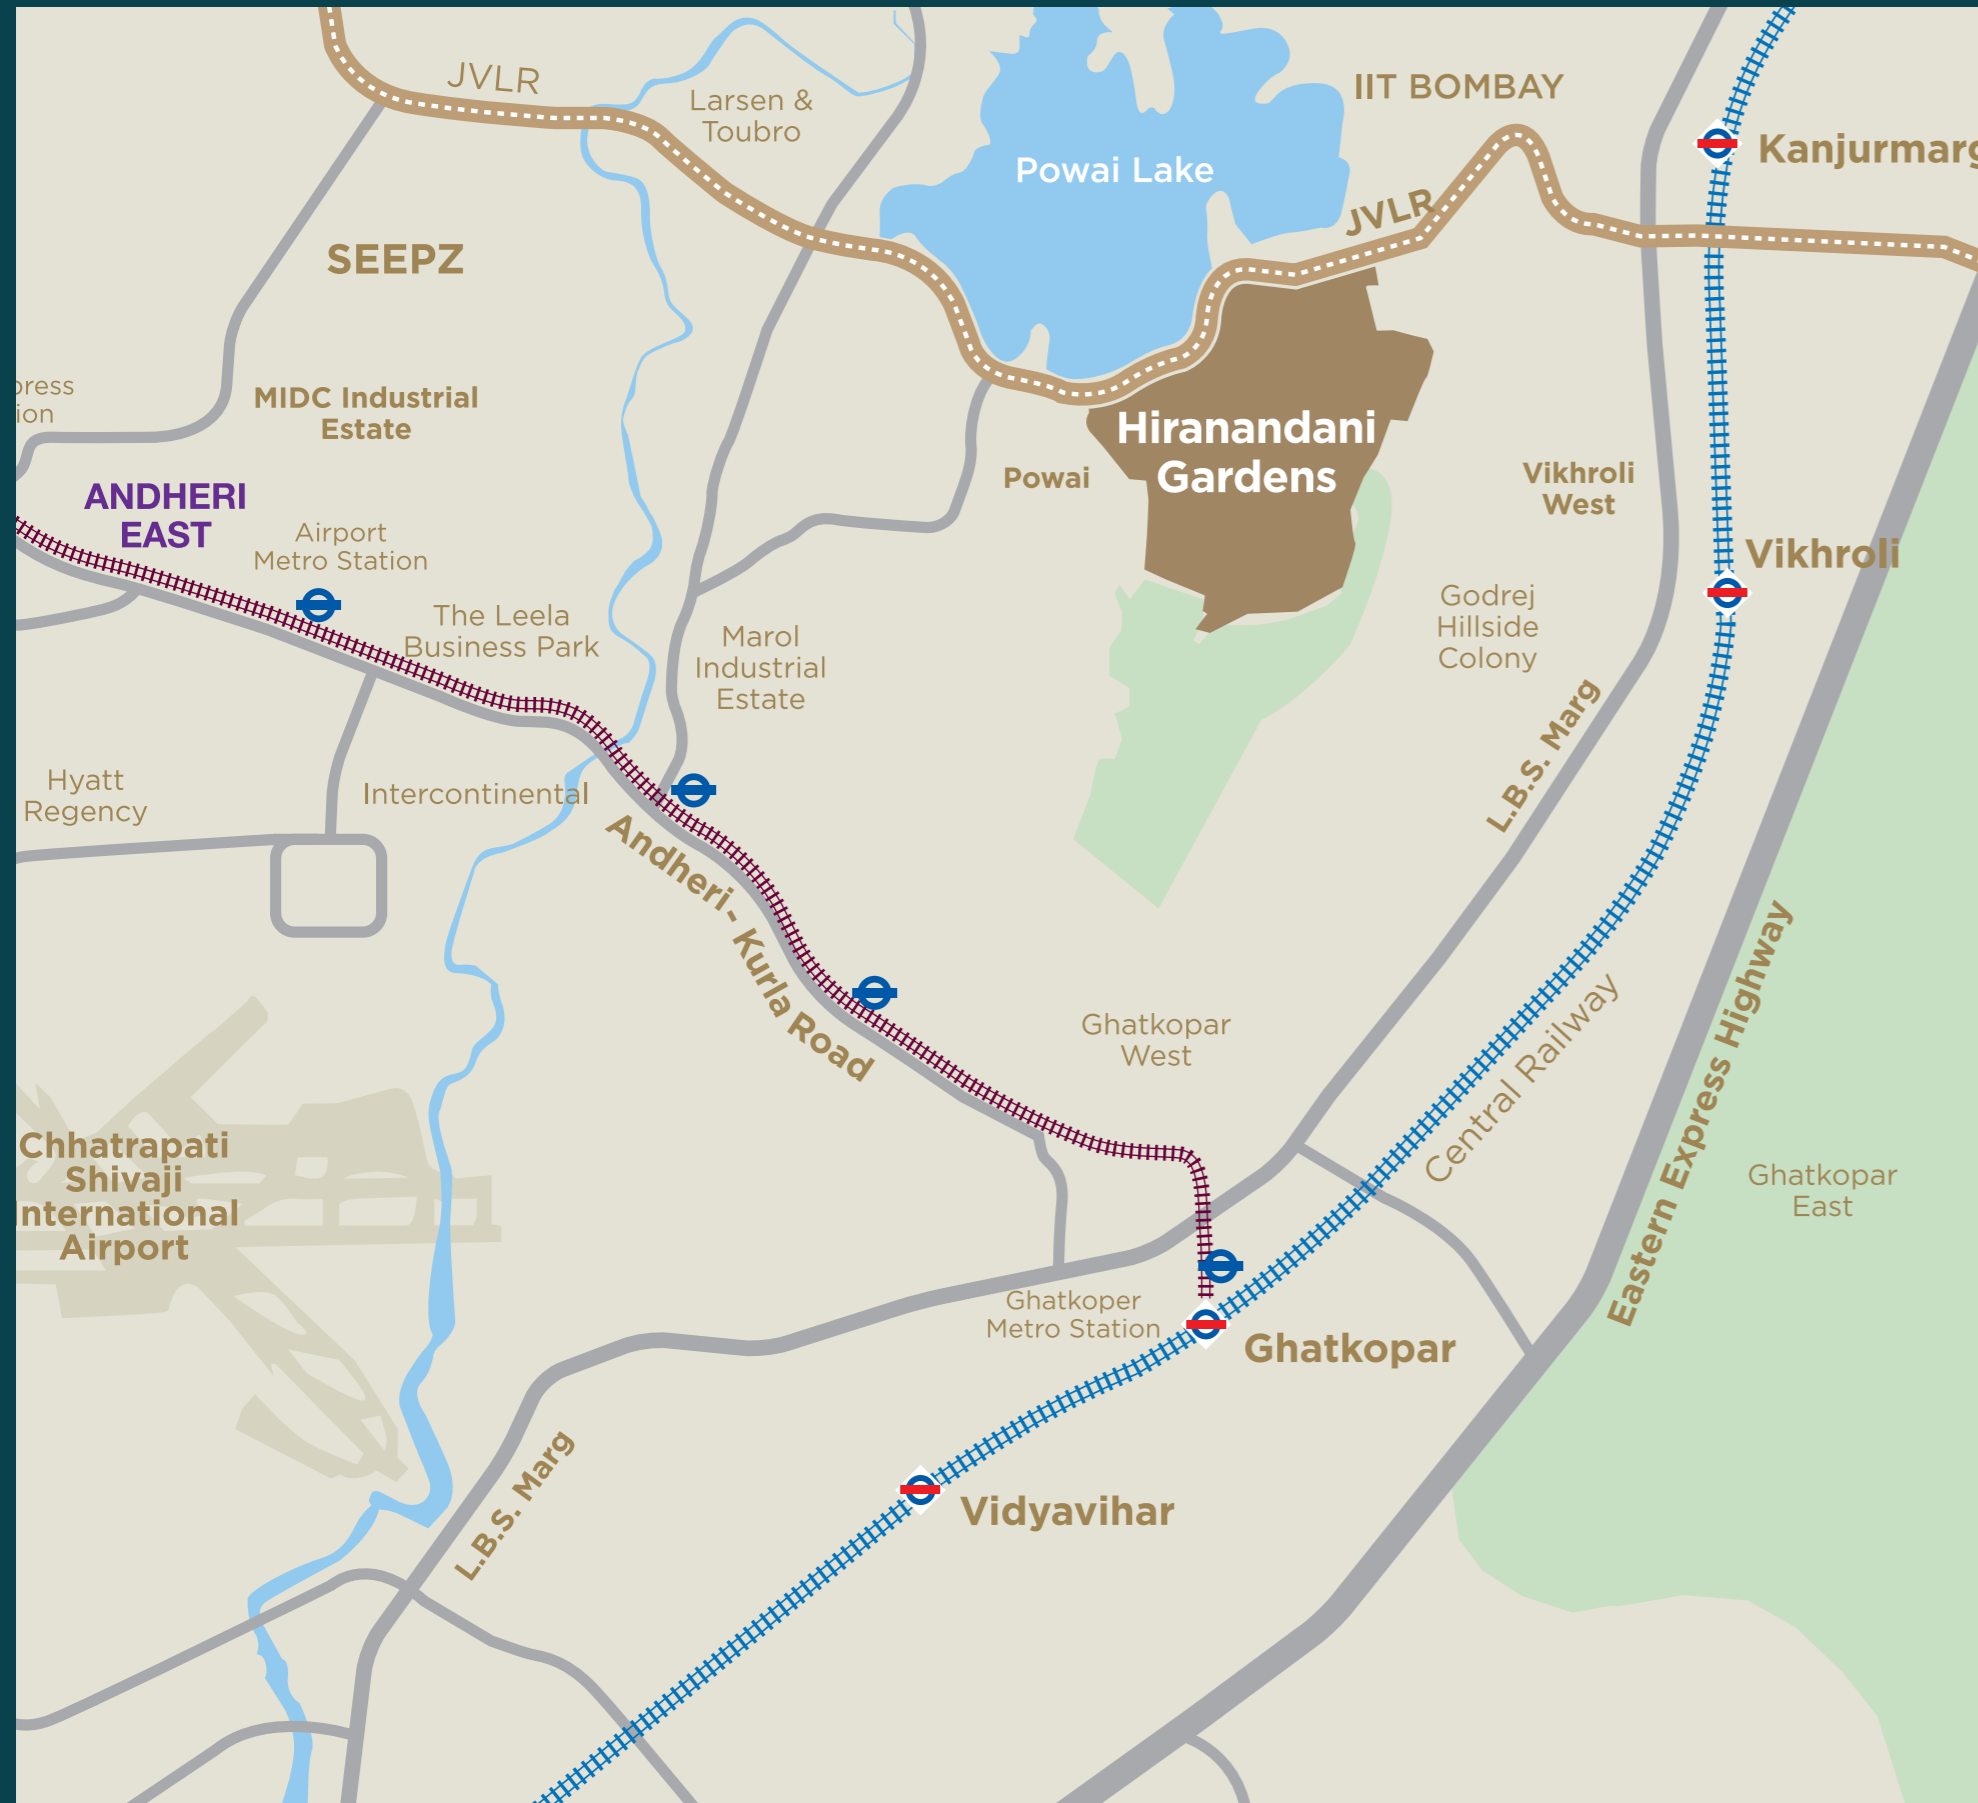 JVLR
Larsen &
Toubro
IIT BOMBAY
Kanjurmarg
Powai Lake
JVLR
SEEPZ
MIDC Industrial
Estate
Hiranandani
Gardens
Powai
Vikhroli
West
ANDHERI
EAST
Airport
Metro Station
Vikhroli
The Leela
Business Park
Godrej
Hillside
Colony
Marol
Industrial
Estate
L.B.S. Marg
Hyatt
Regency
Intercontinental
Andheri - Kurla Road
Ghatkopar
West
Central Railway
Eastern Express Highway
Chhatrapati
Shivaji
International
Airport
Ghatkopar
East
Ghatkoper
Metro Station
Ghatkopar
L.B.S. Marg
Vidyavihar